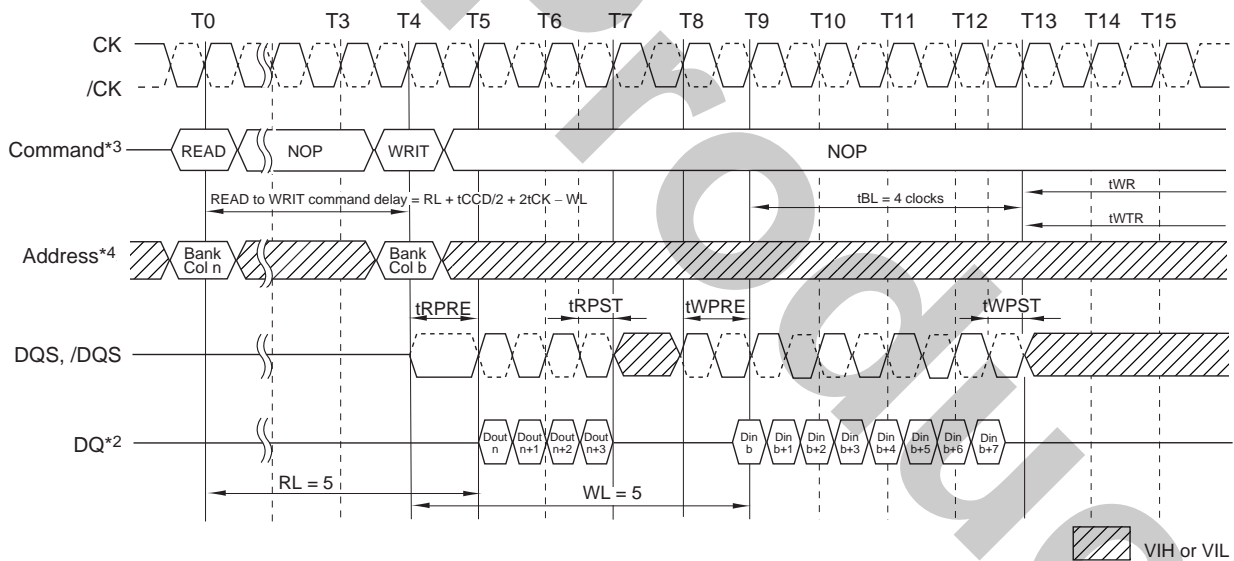 T0 T3 T4 T5 T6 T7 T8 T9 T10 T11 T12 T13 T14 T15
CK
/CK
Command*3 READ NOP WRIT NOP
READ to WRIT command delay = RL + tCCD/2 + 2tCK – WL
tBL = 4 clocks
tWR
tWTR
Address*4 Bank Col n Bank Col b
tRPRE tRPST tWPRE tWPST
DQS, /DQS
DQ*2 Dout n Dout n+1 Dout n+2 Dout n+3 Din b Din b+1 Din b+2 Din b+3 Din b+4 Din b+5 Din b+6 Din b+7
RL = 5
WL = 5
VIH or VIL